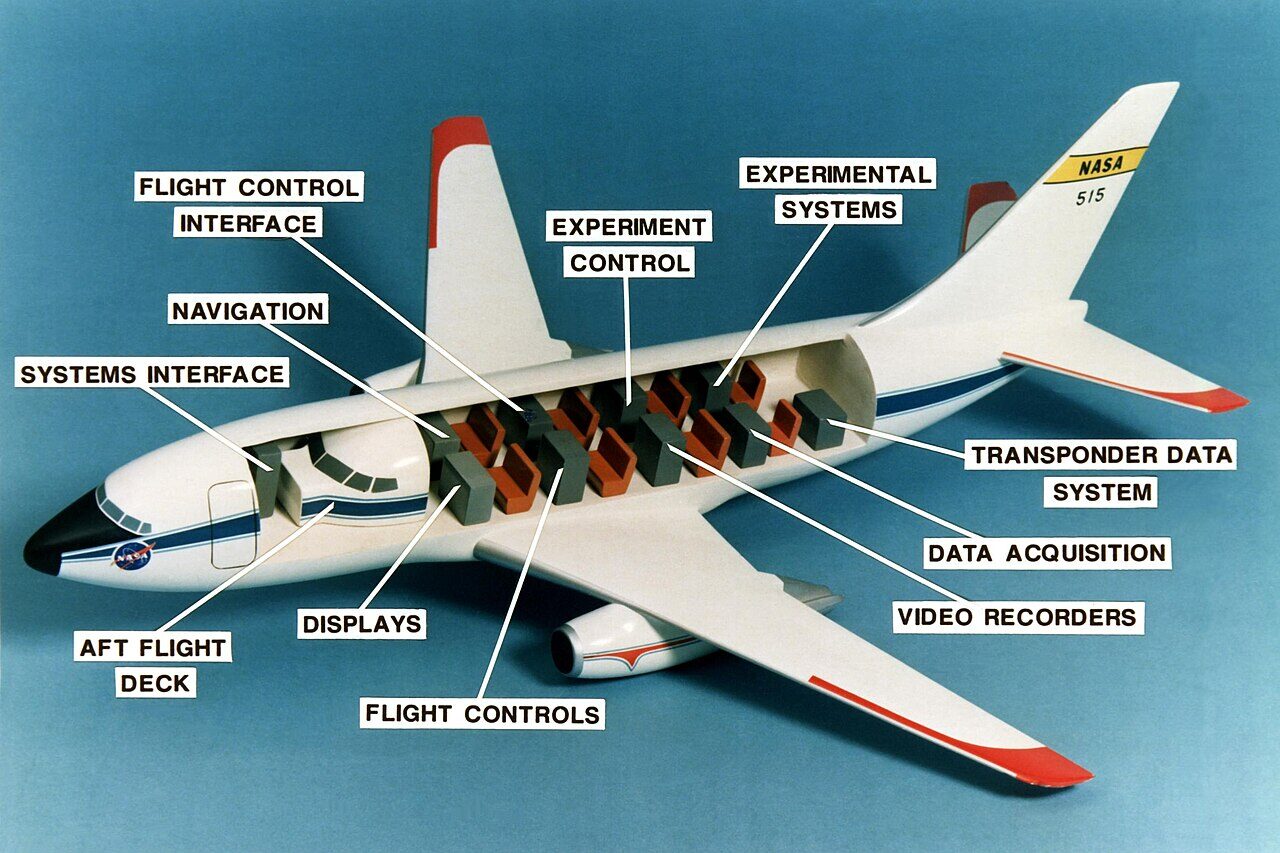 NASA
515
EXPERIMENTAL
SYSTEMS
FLIGHT CONTROL
INTERFACE
EXPERIMENT
CONTROL
NAVIGATION
SYSTEMS INTERFACE
TRANSPONDER DATA
SYSTEM
NASA
DATA ACQUISITION
VIDEO RECORDERS
DISPLAYS
AFT FLIGHT
DECK
FLIGHT CONTROLS